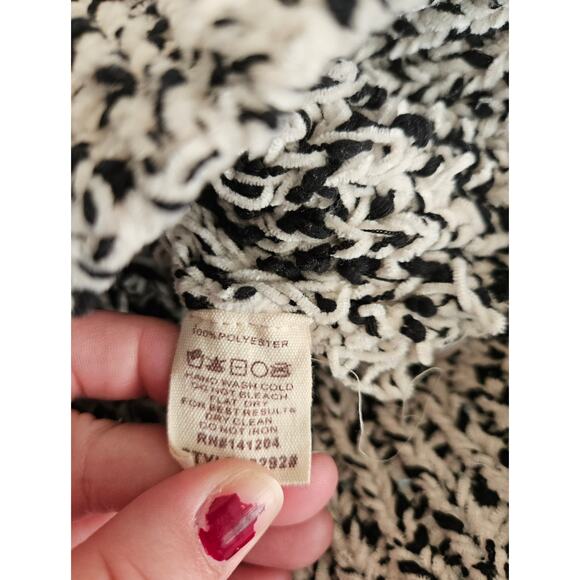 100% POLYESTER
HAND WASH COLD
DO NOT BLEACH
FLAT DRY
FOR BEST RESULTS
DRY CLEAN
DO NOT IRON
RN#141204